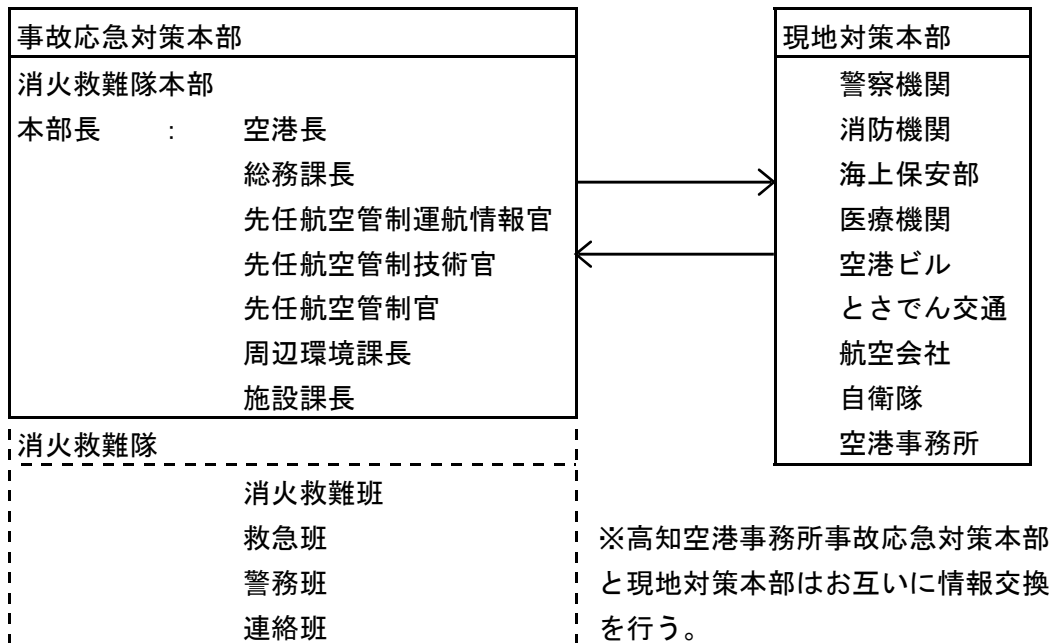 事故応急対策本部
消火救難隊本部
本部長 : 空港長
総務課長
先任航空管制運航情報官
先任航空管制技術官
先任航空管制官
周辺環境課長
施設課長
消火救難隊
消火救難班
救急班
警務班
連絡班
現地対策本部
警察機関
消防機関
海上保安部
医療機関
空港ビル
とさでん交通
航空会社
自衛隊
空港事務所
※高知空港事務所事故応急対策本部
と現地対策本部はお互いに情報交換
を行う。